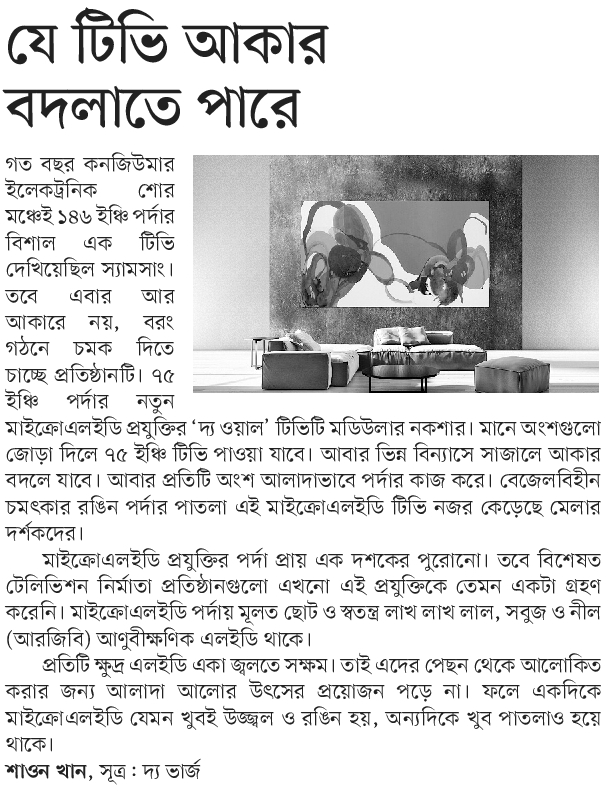 যে টিভি আকার
বদলাতে পারে
গত বছর কনজিউমার
ইলেকট্রনিক শোর
মঞ্চেই ১৪৬ ইঞ্চি পর্দার
বিশাল এক টিভি
দেখিয়েছিল স্যামসাং।
তবে এবার আর
আকারে নয়, বরং
গঠনে চমক দিতে
চাচ্ছে প্রতিষ্ঠানটি। ৭৫
ইঞ্চি পর্দার নতুন
মাইক্রোএলইডি প্রযুক্তির ‘দ্য ওয়াল’ টিভিটি মডিউলার নকশার। মানে অংশগুলো
জোড়া দিলে ৭৫ ইঞ্চি টিভি পাওয়া যাবে। আবার ভিন্ন বিন্যাসে সাজালে আকার
বদলে যাবে। আবার প্রতিটি অংশ আলাদাভাবে পর্দার কাজ করে। বেজেলবিহীন
চমৎকার রঙিন পর্দার পাতলা এই মাইক্রোএলইডি টিভি নজর কেড়েছে মেলার
দর্শকদের।
মাইক্রোএলইডি প্রযুক্তির পর্দা প্রায় এক দশকের পুরোনো। তবে বিশেষত
টেলিভিশন নির্মাতা প্রতিষ্ঠানগুলো এখনো এই প্রযুক্তিকে তেমন একটা গ্রহণ
করেনি। মাইক্রোএলইডি পর্দায় মূলত ছোট ও স্বতন্ত্র লাখ লাখ লাল, সবুজ ও নীল
(আরজিবি) আণুবীক্ষণিক এলইডি থাকে।
প্রতিটি ক্ষুদ্র এলইডি একা জ্বলতে সক্ষম। তাই এদের পেছন থেকে আলোকিত
করার জন্য আলাদা আলোর উৎসের প্রয়োজন পড়ে না। ফলে একদিকে
মাইক্রোএলইডি যেমন খুবই উজ্জ্বল ও রঙিন হয়, অন্যদিকে খুব পাতলাও হয়ে
থাকে।
শাওন খান, সূত্র : দ্য ভার্জ